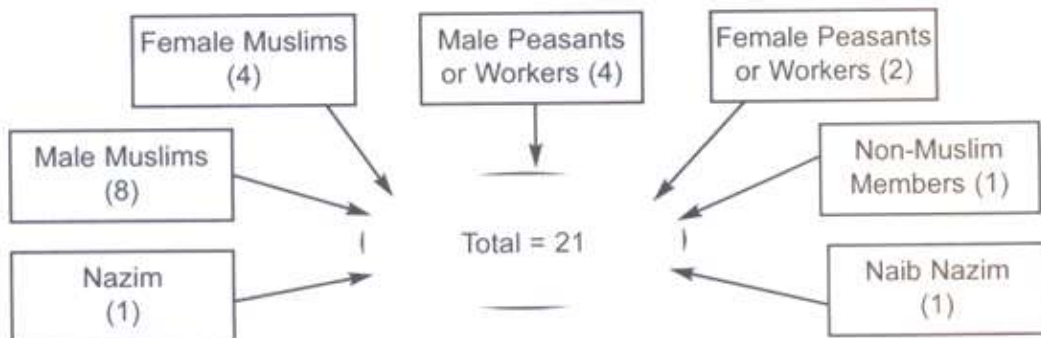 Female Muslims
(4)
Male Peasants
or Workers (4)
Female Peasants
or Workers (2)
Male Muslims
(8)
Non-Muslim
Members (1)
Total = 21
Nazim
(1)
Naib Nazim
(1)